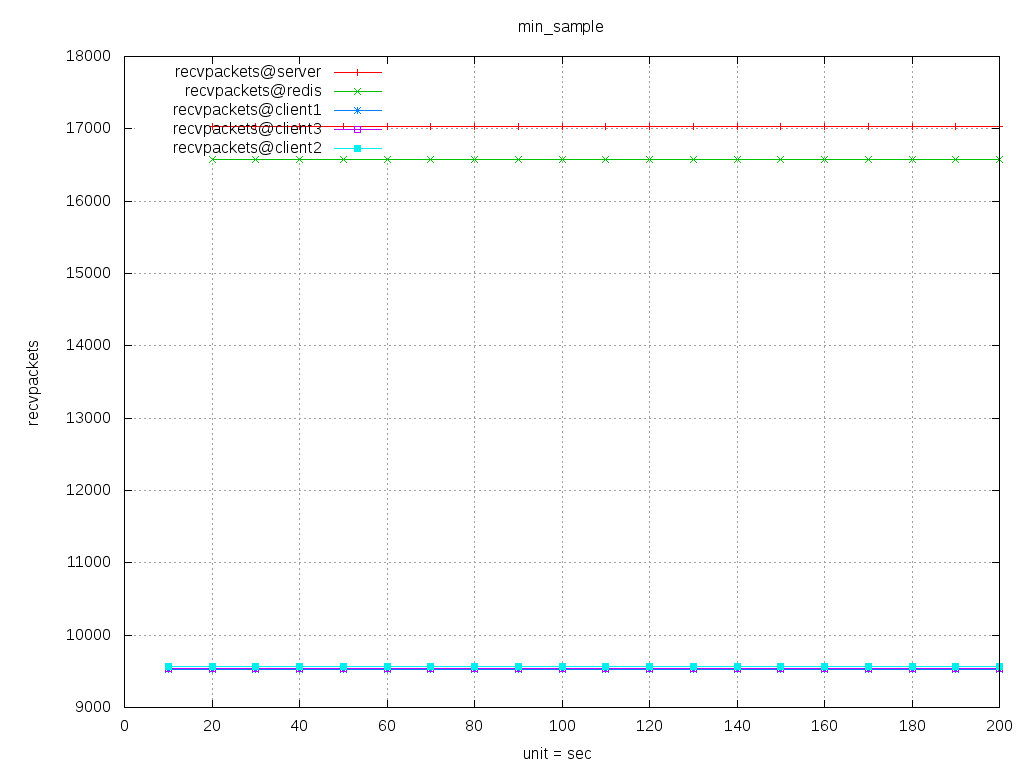 min_sample
18000
17000
16000
15000
14000
13000
12000
11000
10000
9000
recvpackets
recvpackets@server
recvpackets@redis
recvpackets@client1
recvpackets@client3
recvpackets@client2
0 20 40 60 80 100 120 140 160 180 200
unit = sec